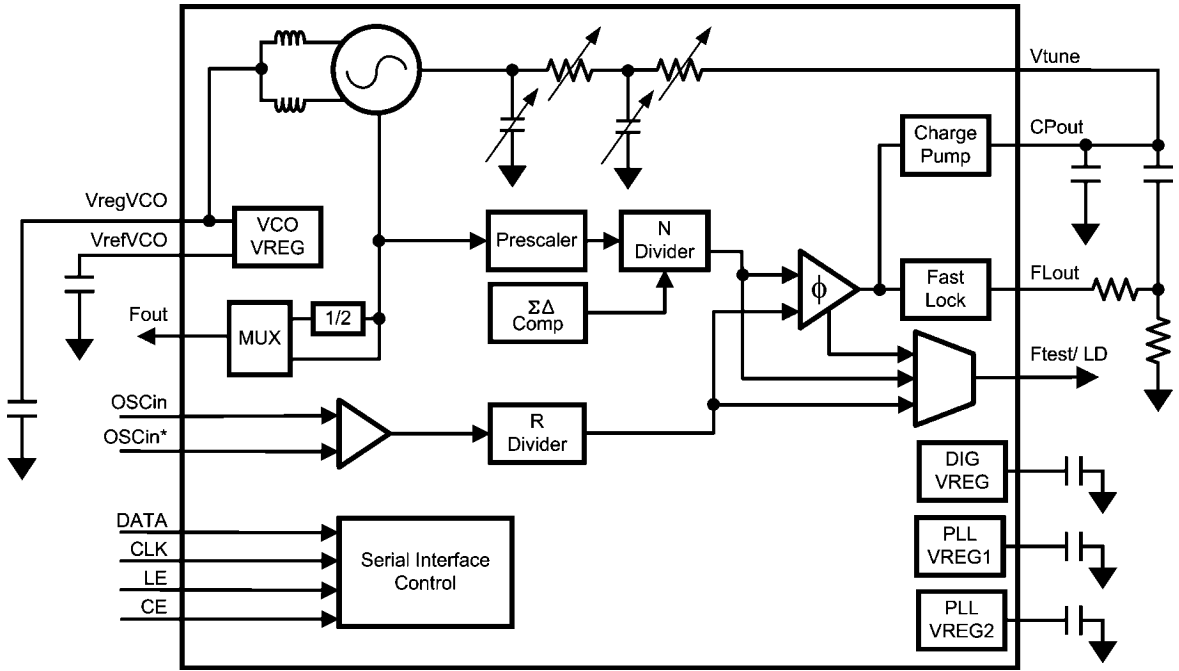 Vtune
Charge
Pump
CPout
VregVCO
VCO
VREG
VrefVCO
Prescaler
N
Divider
ΣΔ
Comp
ϕ
Fast
Lock
FLout
Fout
MUX
1/2
Ftest/ LD
OSCin
OSCin*
R
Divider
DIG
VREG
DATA
CLK
LE
CE
Serial Interface
Control
PLL
VREG1
PLL
VREG2